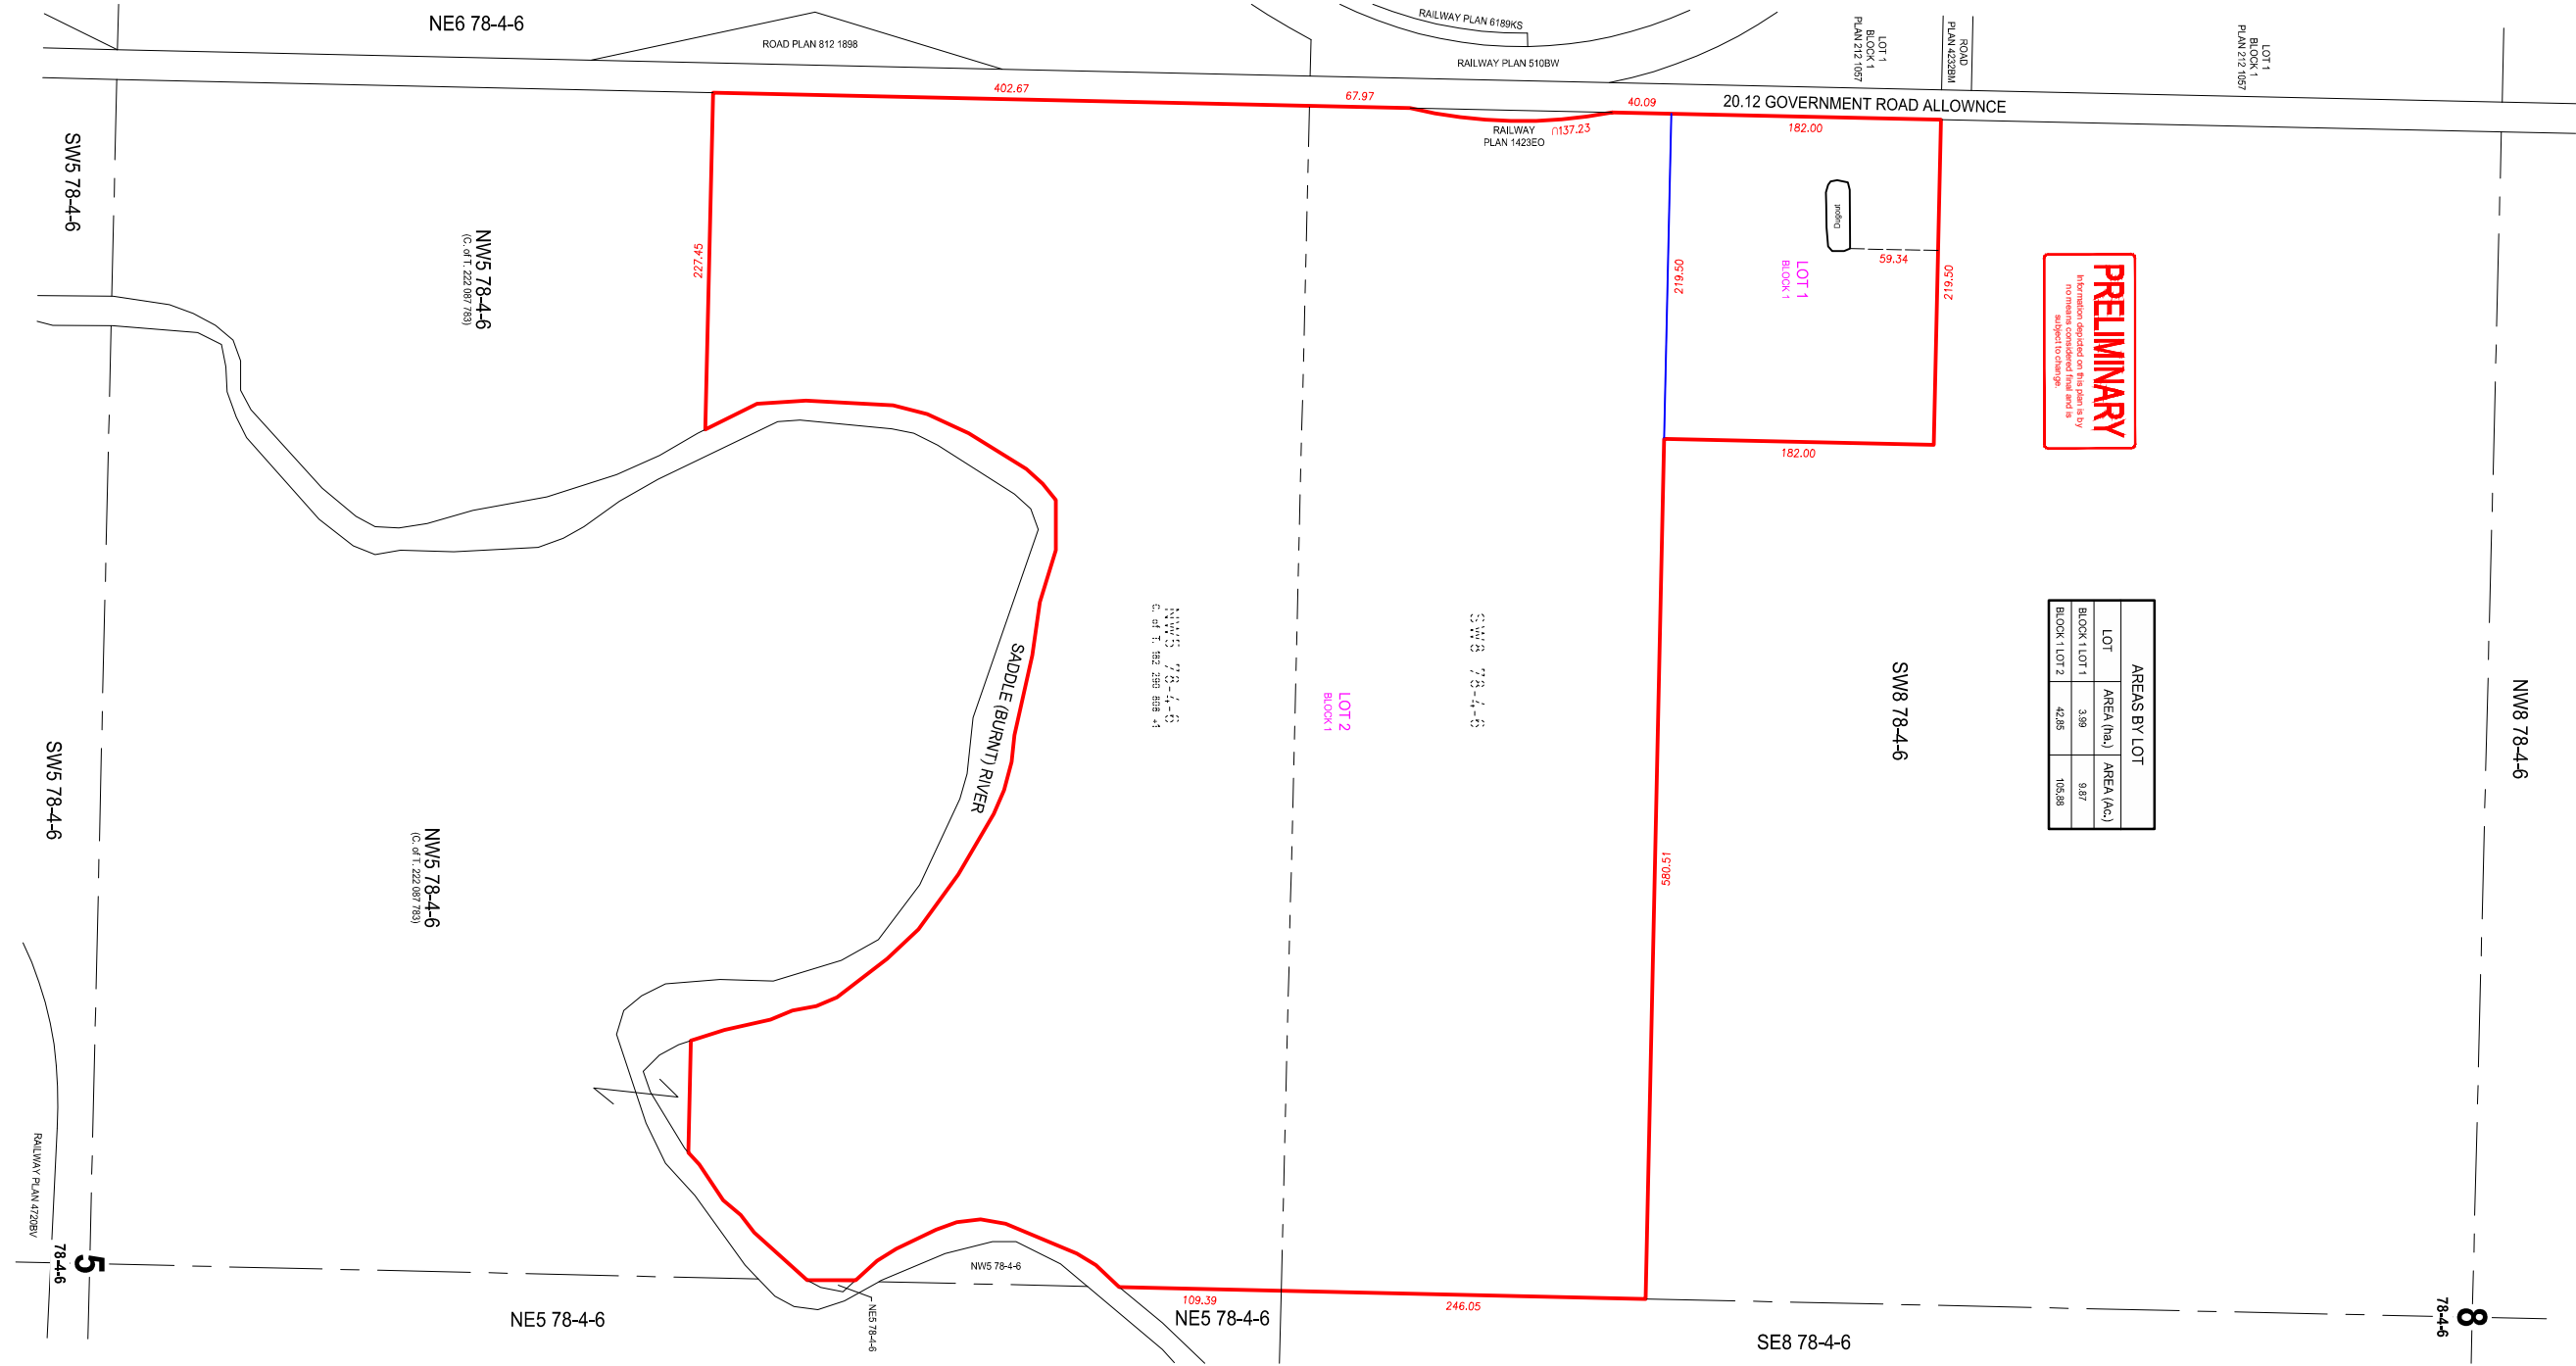 NE6 78-4-6
ROAD PLAN 812 1898
RAILWAY PLAN 6189KS
RAILWAY PLAN 510BW
LOT 1
BLOCK 1
PLAN 212 1057
ROAD
PLAN 4232BM
LOT 1
BLOCK 1
PLAN 212 1057
402.67
67.97
40.09
20.12 GOVERNMENT ROAD ALLOWNCE
RAILWAY
PLAN 1423EO
∩137.23
182.00
SW5 78-4-6
NW5 78-4-6
(C. of T. 222 087 783)
227.45
219.50
LOT 1
BLOCK 1
Dugout
59.34
219.50
182.00
PRELIMINARY
Information depicted on this plan is by
no means considered final and is
subject to change.
SADDLE (BURNT) RIVER
NW5 78-4-6
C. of T. 182 290 808 +1
LOT 2
BLOCK 1
SW8 78-4-6
580.51
SW8 78-4-6
AREAS BY LOT
LOT AREA (ha.) AREA (Ac.)
BLOCK 1 LOT 1 3.99 9.87
BLOCK 1 LOT 2 42.85 105.88
NW8 78-4-6
SW5 78-4-6
NW5 78-4-6
(C. of T. 222 087 783)
RAILWAY PLAN 4720BV
5
78-4-6
NE5 78-4-6
NE5 78-4-6
NW5 78-4-6
109.39
NE5 78-4-6
246.05
SE8 78-4-6
8
78-4-6